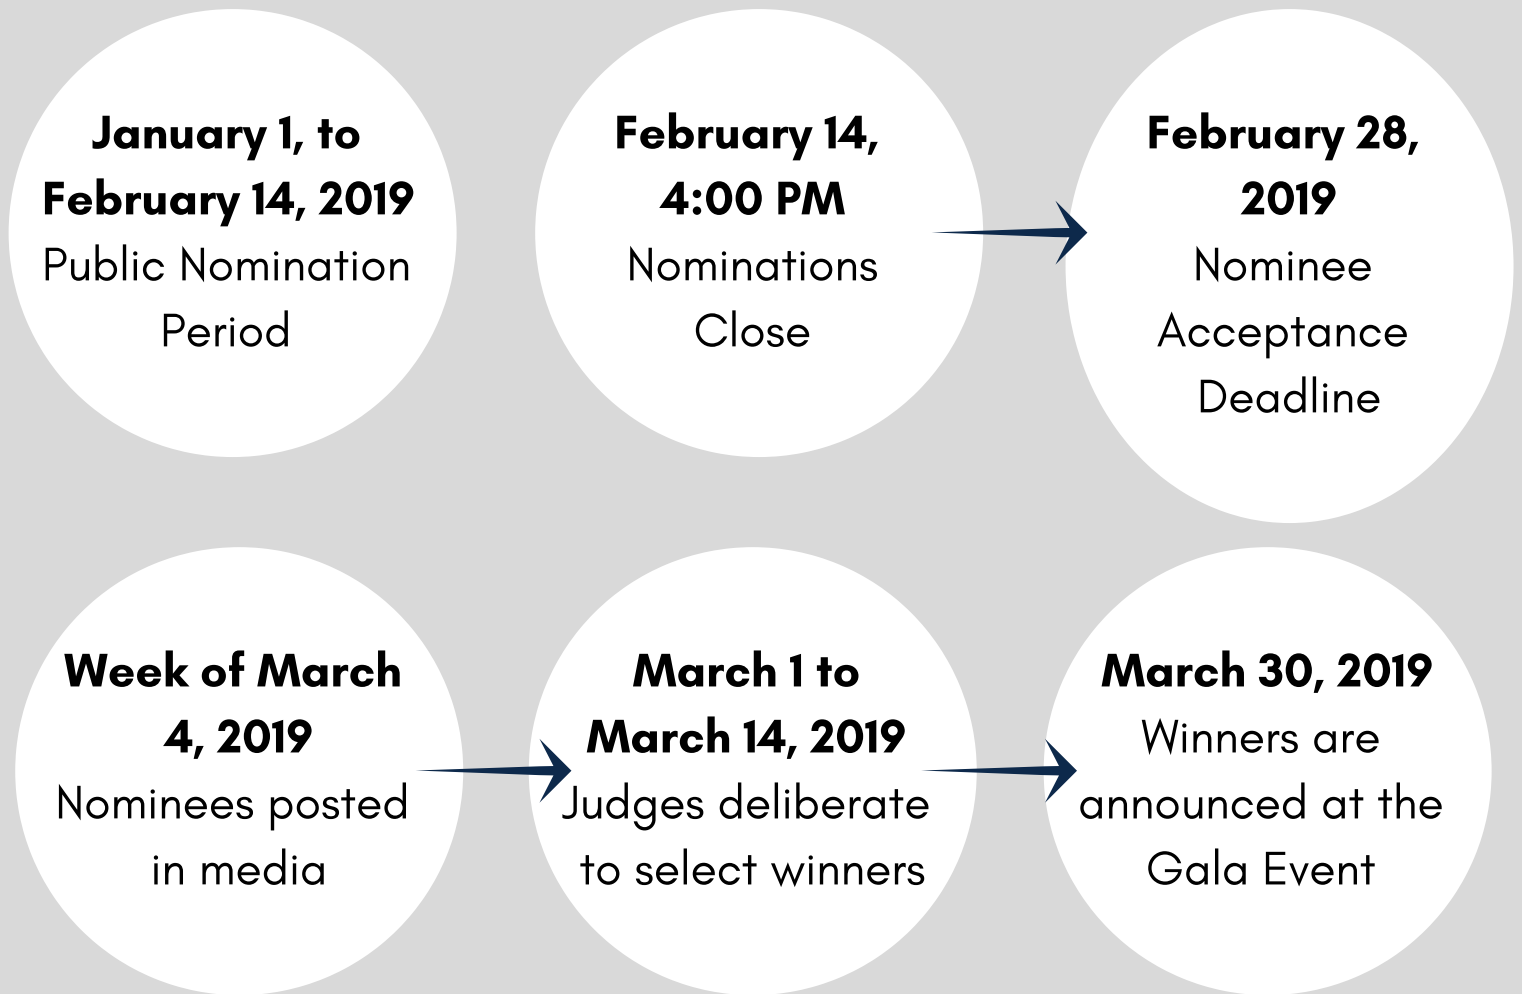 January 1, to
February 14, 2019
Public Nomination
Period
February 14,
4:00 PM
Nominations
Close
February 28,
2019
Nominee
Acceptance
Deadline
Week of March
4, 2019
Nominees posted
in media
March 1 to
March 14, 2019
Judges deliberate
to select winners
March 30, 2019
Winners are
announced at the
Gala Event